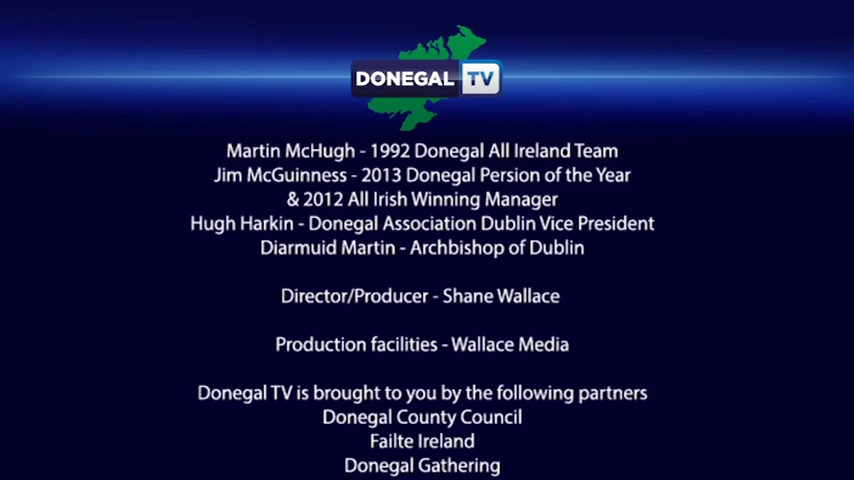 DONEGAL TV
Martin McHugh - 1992 Donegal All Ireland Team
Jim McGuinness - 2013 Donegal Persion of the Year
& 2012 All Irish Winning Manager
Hugh Harkin - Donegal Association Dublin Vice President
Diarmuid Martin - Archbishop of Dublin
Director/Producer - Shane Wallace
Production facilities - Wallace Media
Donegal TV is brought to you by the following partners
Donegal County Council
Failte Ireland
Donegal Gathering